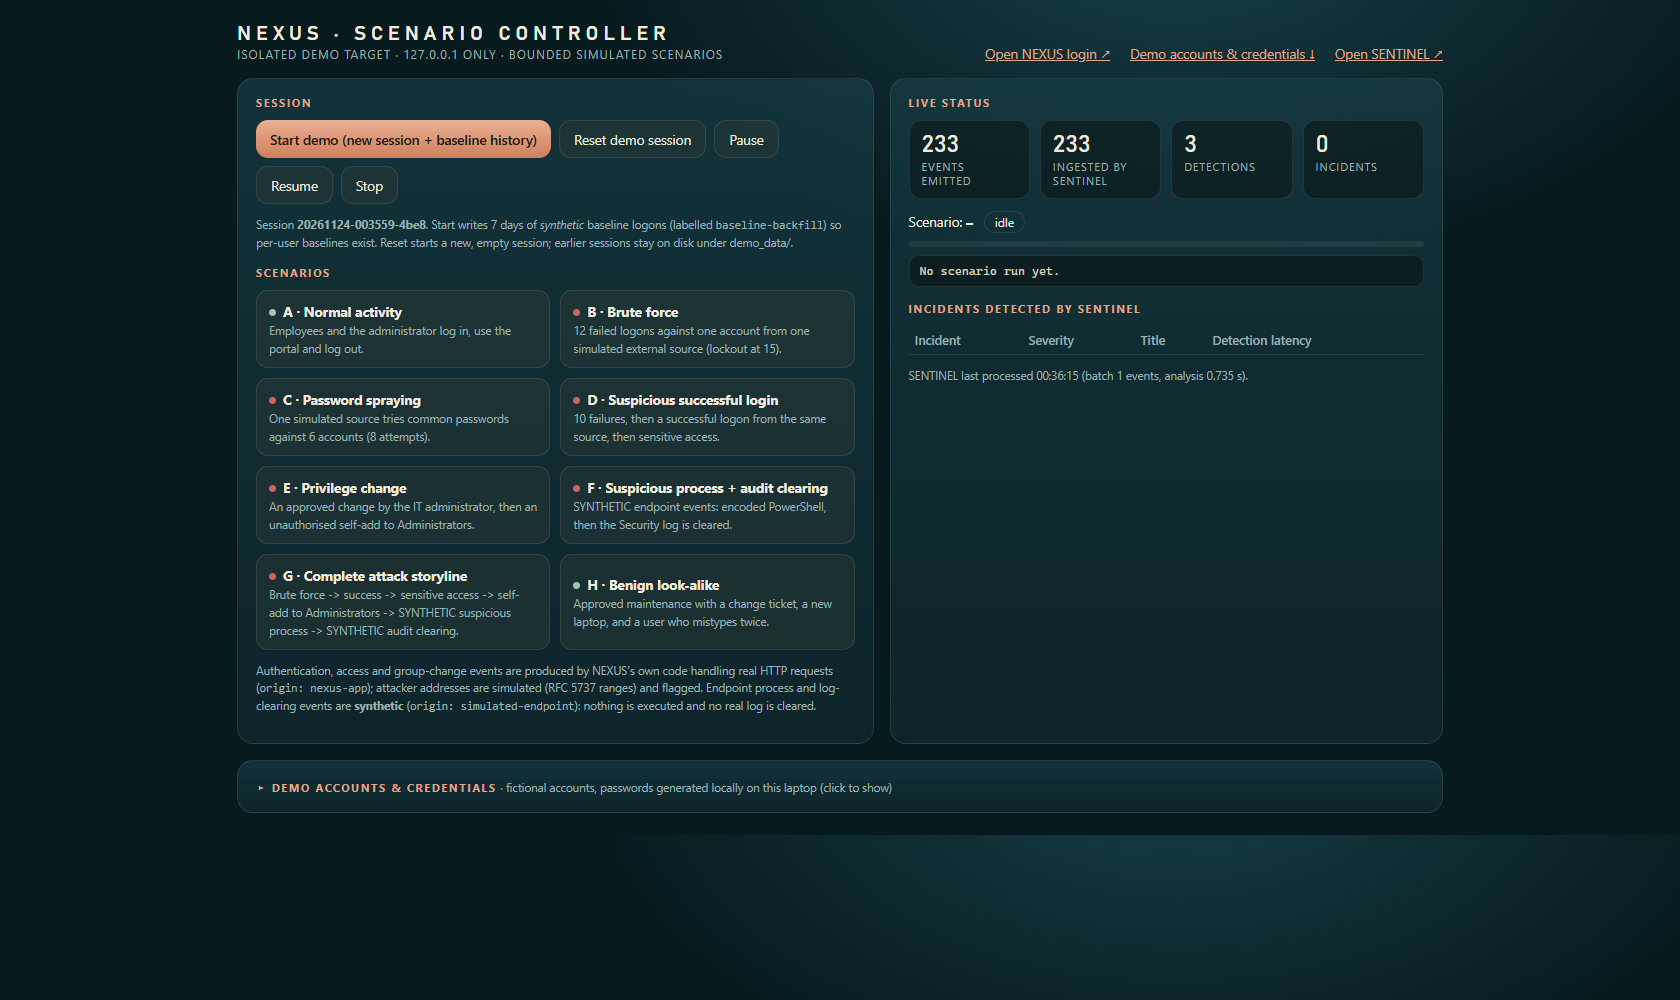 NEXUS · SCENARIO CONTROLLER
ISOLATED DEMO TARGET · 127.0.0.1 ONLY · BOUNDED SIMULATED SCENARIOS
Open NEXUS login ↗
Demo accounts & credentials ↓
Open SENTINEL ↗
SESSION
Start demo (new session + baseline history)
Reset demo session
Pause
Resume
Stop
Session 20261124-003559-4be8. Start writes 7 days of synthetic baseline logons (labelled baseline-backfill) so
per-user baselines exist. Reset starts a new, empty session; earlier sessions stay on disk under demo_data/.
SCENARIOS
A · Normal activity
Employees and the administrator log in, use the
portal and log out.
B · Brute force
12 failed logons against one account from one
simulated external source (lockout at 15).
C · Password spraying
One simulated source tries common passwords
against 6 accounts (8 attempts).
D · Suspicious successful login
10 failures, then a successful logon from the same
source, then sensitive access.
E · Privilege change
An approved change by the IT administrator, then an
unauthorised self-add to Administrators.
F · Suspicious process + audit clearing
SYNTHETIC endpoint events: encoded PowerShell,
then the Security log is cleared.
G · Complete attack storyline
Brute force -> success -> sensitive access -> self-
add to Administrators -> SYNTHETIC suspicious
process -> SYNTHETIC audit clearing.
H · Benign look-alike
Approved maintenance with a change ticket, a new
laptop, and a user who mistypes twice.
Authentication, access and group-change events are produced by NEXUS's own code handling real HTTP requests
(origin: nexus-app); attacker addresses are simulated (RFC 5737 ranges) and flagged. Endpoint process and log-
clearing events are synthetic (origin: simulated-endpoint): nothing is executed and no real log is cleared.
LIVE STATUS
233
EVENTS
EMITTED
233
INGESTED BY
SENTINEL
3
DETECTIONS
0
INCIDENTS
Scenario: – idle
No scenario run yet.
INCIDENTS DETECTED BY SENTINEL
Incident Severity Title Detection latency
SENTINEL last processed 00:36:15 (batch 1 events, analysis 0.735 s).
▸ DEMO ACCOUNTS & CREDENTIALS · fictional accounts, passwords generated locally on this laptop (click to show)